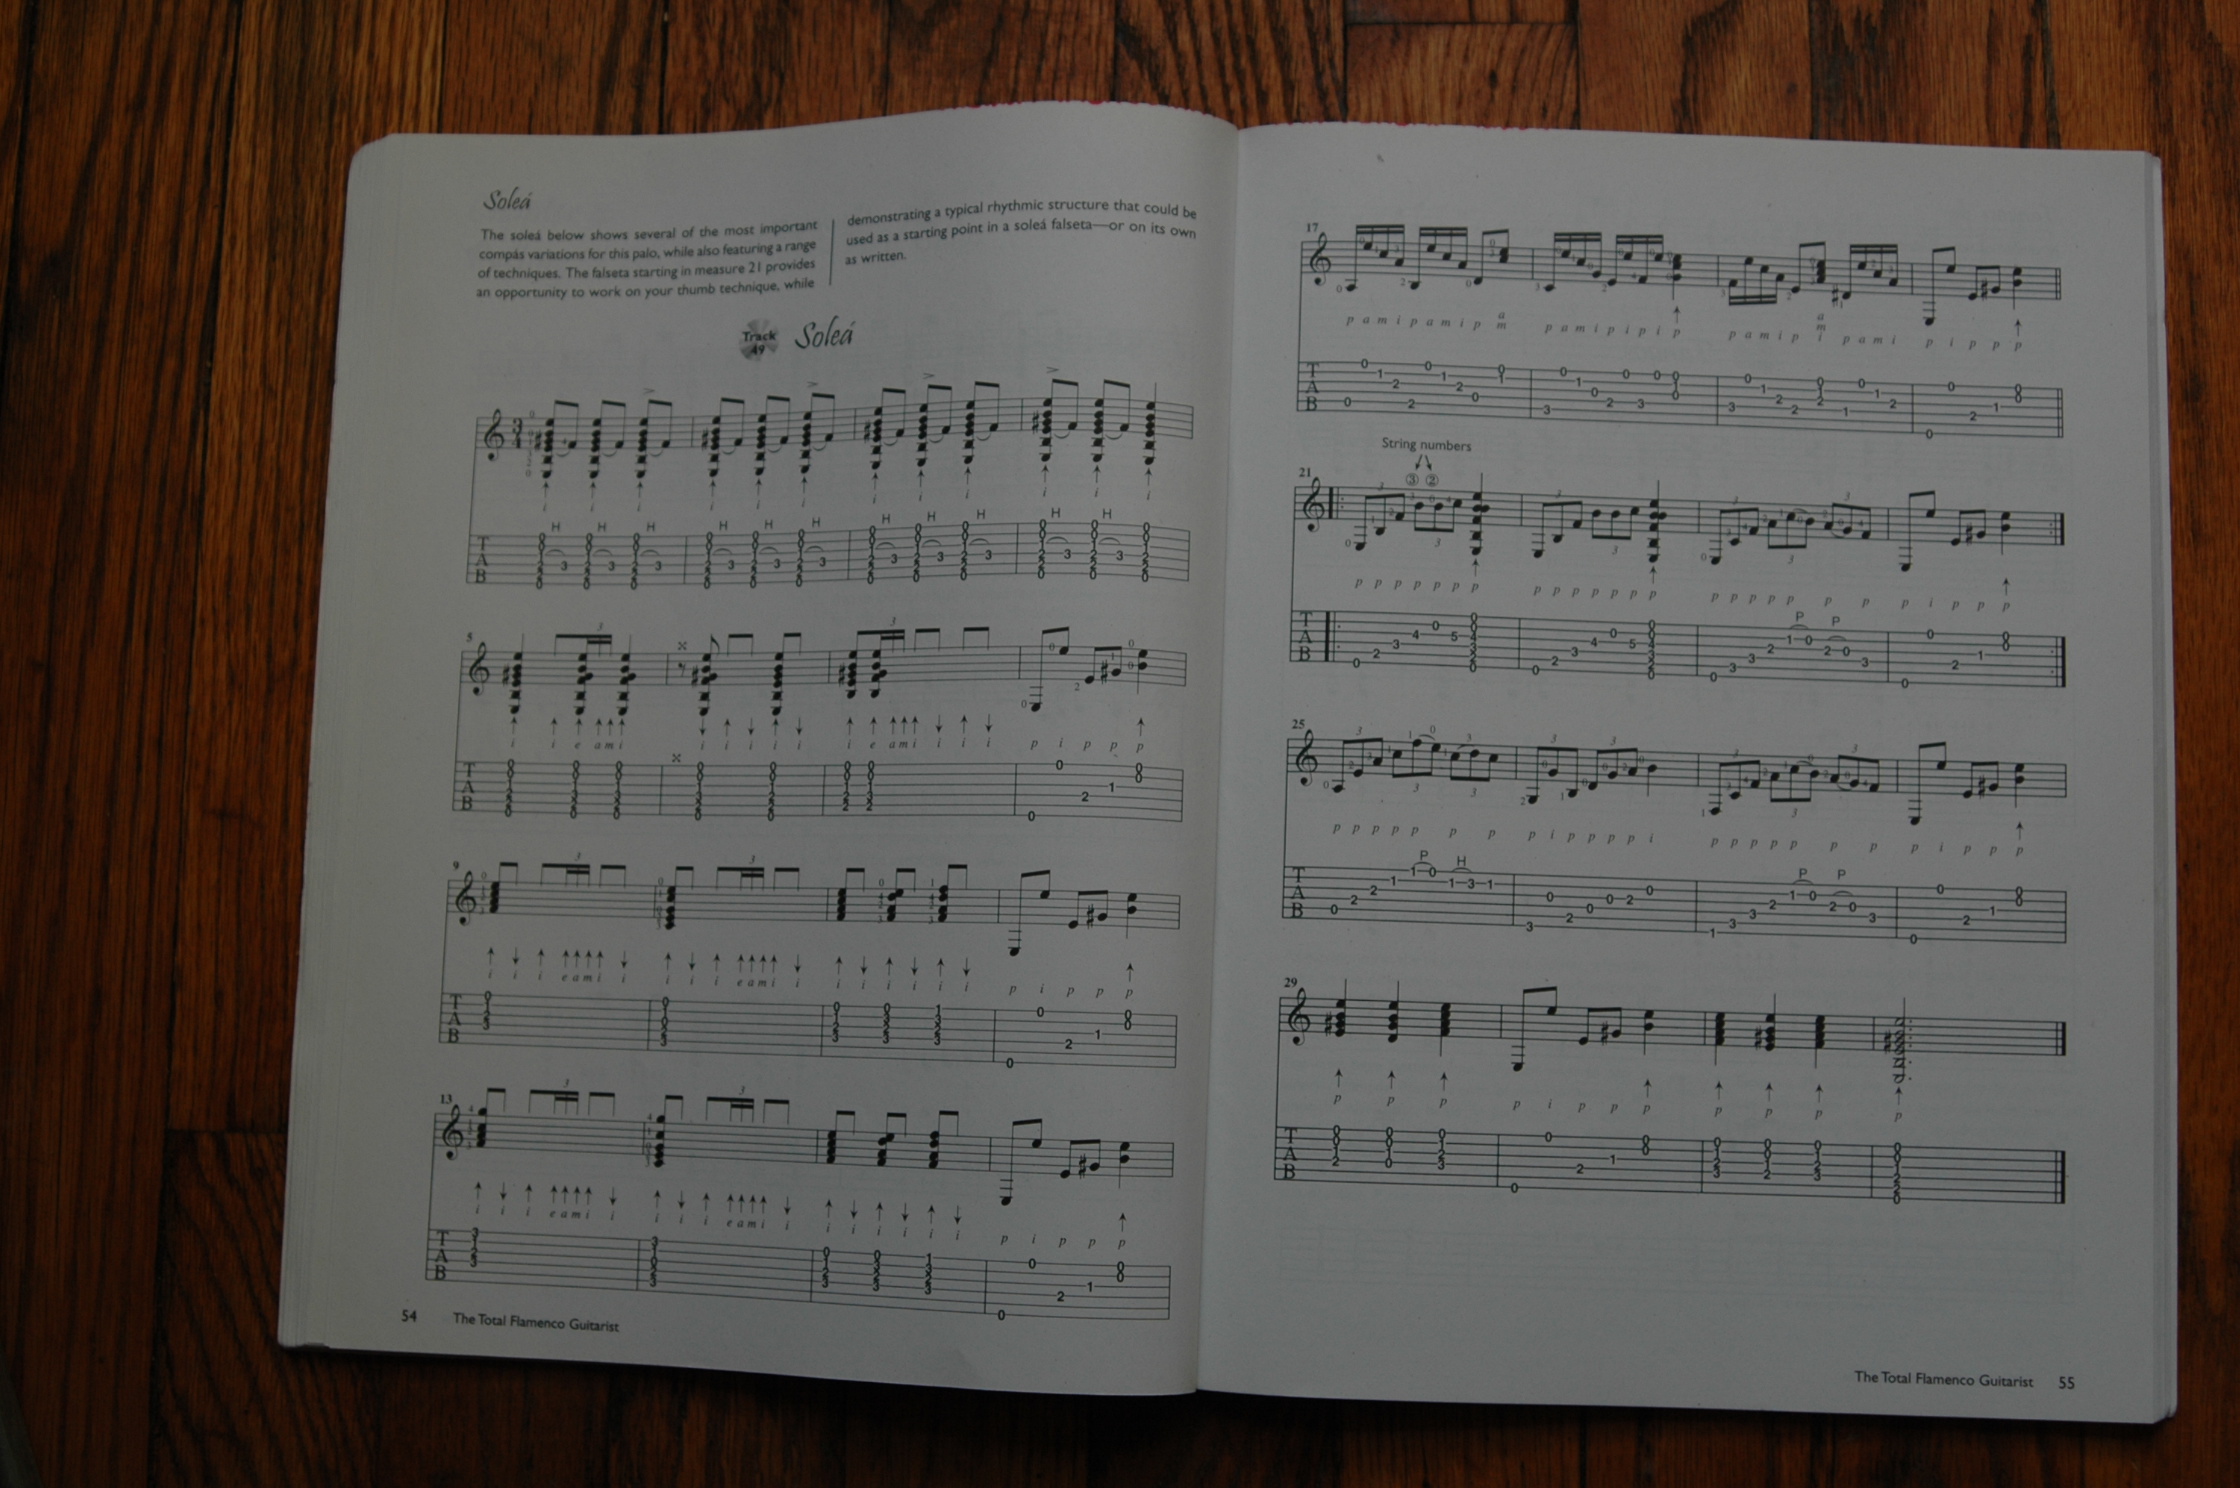 Soleá
The soleá below shows several of the most important
compás variations for this palo, while also featuring a range
of techniques. The falseta starting in measure 21 provides
an opportunity to work on your thumb technique, while
demonstrating a typical rhythmic structure that could be
used as a starting point in a soleá falseta—or on its own
as written.
Track
49
Soleá
H H H H H H H H H H H
T
A
B
5
i i e a m i i i i i i i e a m i i i i p i p p p
T
A
B
9
i i i e a m i i i i i e a m i i i i i i i i p i p p p
T
A
B
13
i i i e a m i i i i i e a m i i i i i i i i p i p p p
T
A
B
54 The Total Flamenco Guitarist
17
p a m i p a m i p a m p a m i p i p i p p a m i p a m i p a m i p i p p p
T
A
B
String numbers
21
③ ②
p p p p p p p p p p p p p p p p p p p p p p i p p p
P P
T
A
B
25
p p p p p p p p i p p p p i p p p p p p p p i p p p
P H P P
T
A
B
29
p p p p i p p p p p p p
T
A
B
The Total Flamenco Guitarist 55